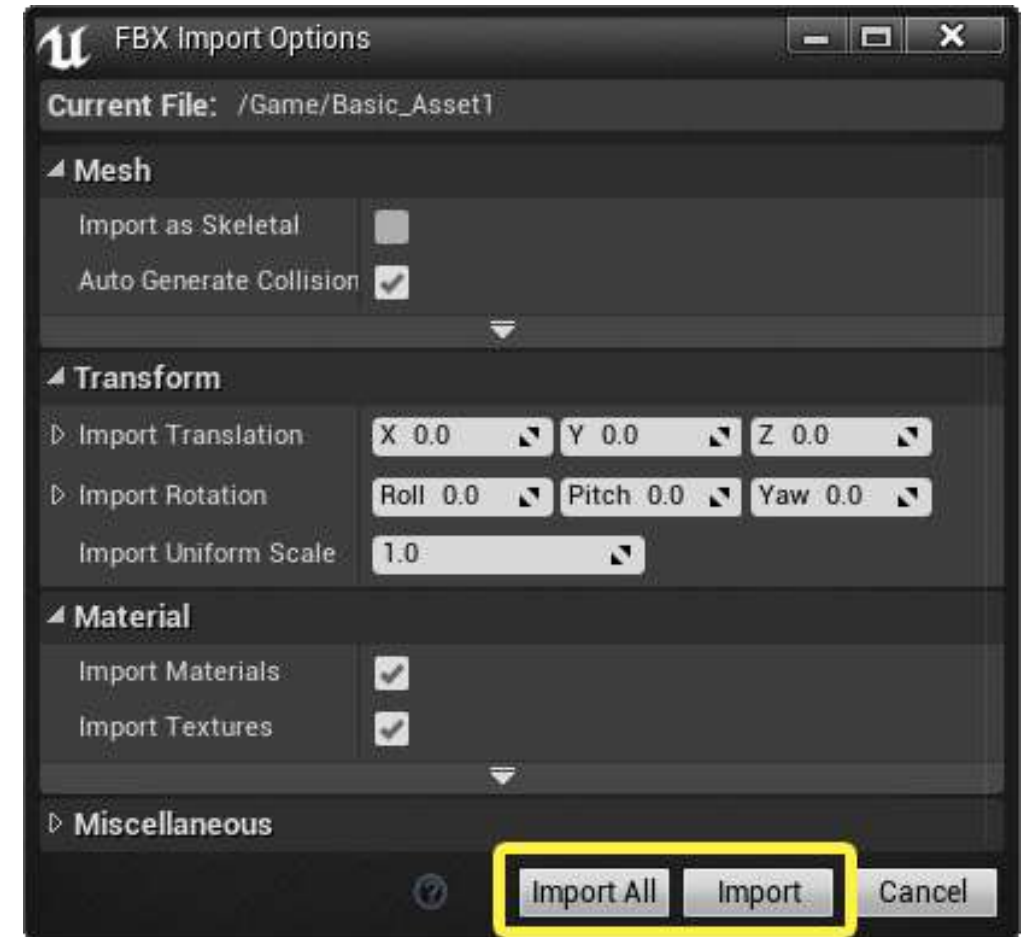 FBX Import Options
Current File: /Game/Basic_Asset1
Mesh
Import as Skeletal
Auto Generate Collision
Transform
Import Translation X 0.0 Y 0.0 Z 0.0
Import Rotation Roll 0.0 Pitch 0.0 Yaw 0.0
Import Uniform Scale 1.0
Material
Import Materials
Import Textures
Miscellaneous
? Import All Import Cancel